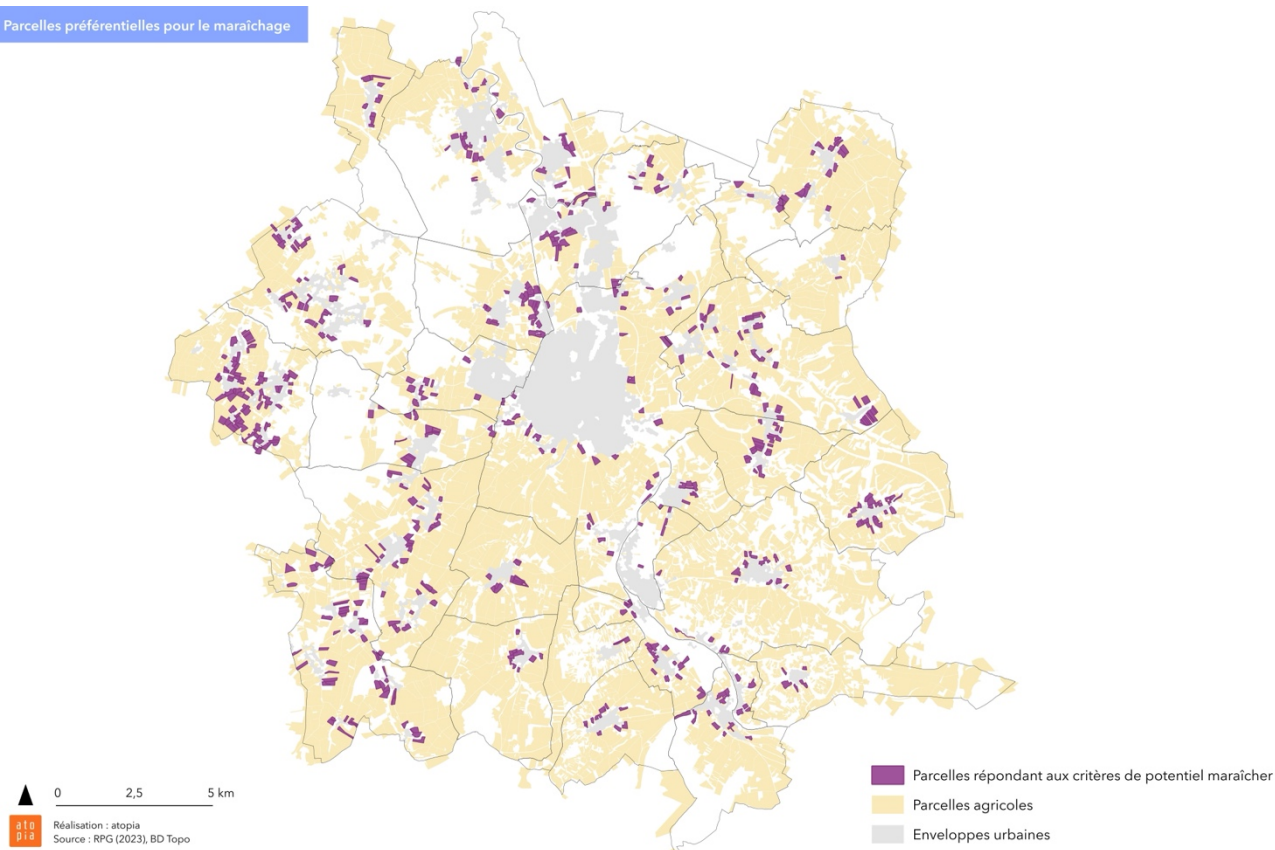 Parcelles préférentielles pour le maraîchage
Parcelles répondant aux critères de potentiel maraîcher
Parcelles agricoles
Enveloppes urbaines
0 2,5 5 km
ato
pia
Réalisation : atopia
Source : RPG (2023), BD Topo